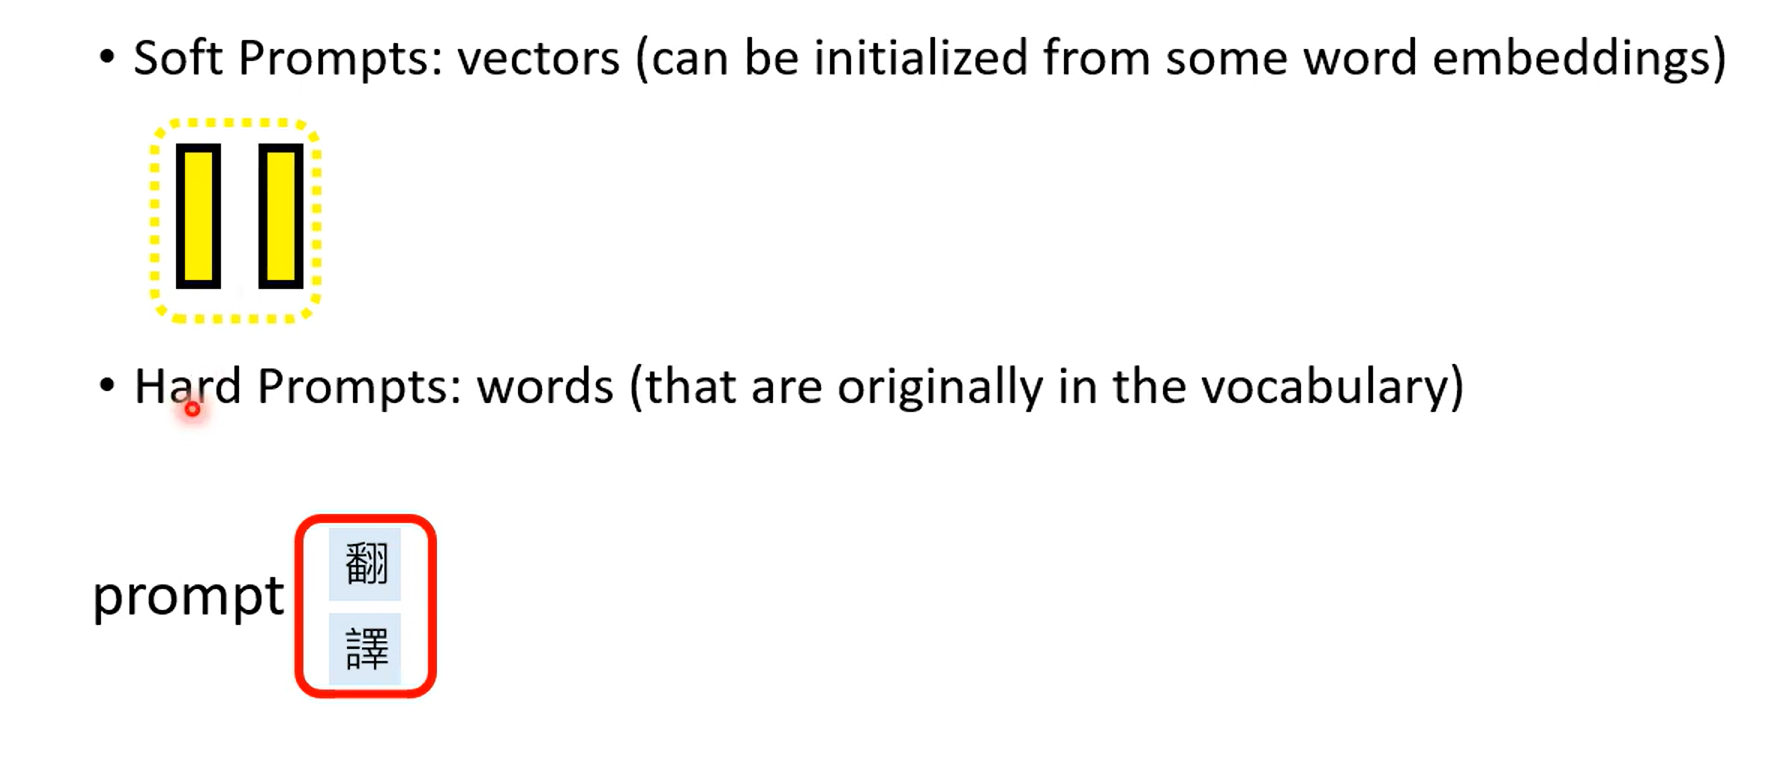 • Soft Prompts: vectors (can be initialized from some word embeddings)
• Hard Prompts: words (that are originally in the vocabulary)
prompt
翻
譯